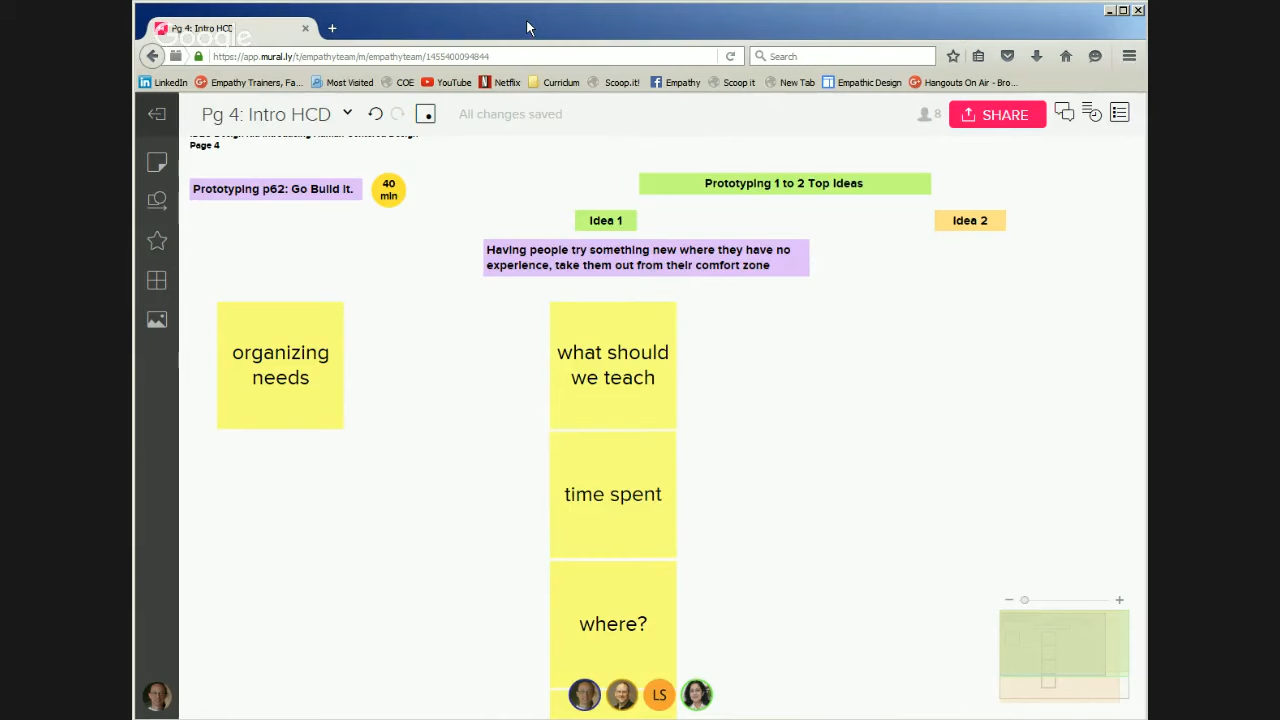 Pg 4: Intro HCD
Google
https://app.mural.ly/t/empathyteam/m/empathyteam/1455400094844
Search
LinkedIn
Empathy Trainers, Fa...
Most Visited
COE
YouTube
Netflix
Curriclum
Scoop.it!
Empathy
Scoop it
New Tab
Empathic Design
Hangouts On Air - Bro...
Pg 4: Intro HCD
All changes saved
8
SHARE
Page 4
Prototyping p62: Go Build it.
40
min
Prototyping 1 to 2 Top Ideas
Idea 1
Idea 2
Having people try something new where they have no
experience, take them out from their comfort zone
organizing
needs
what should
we teach
time spent
where?
LS